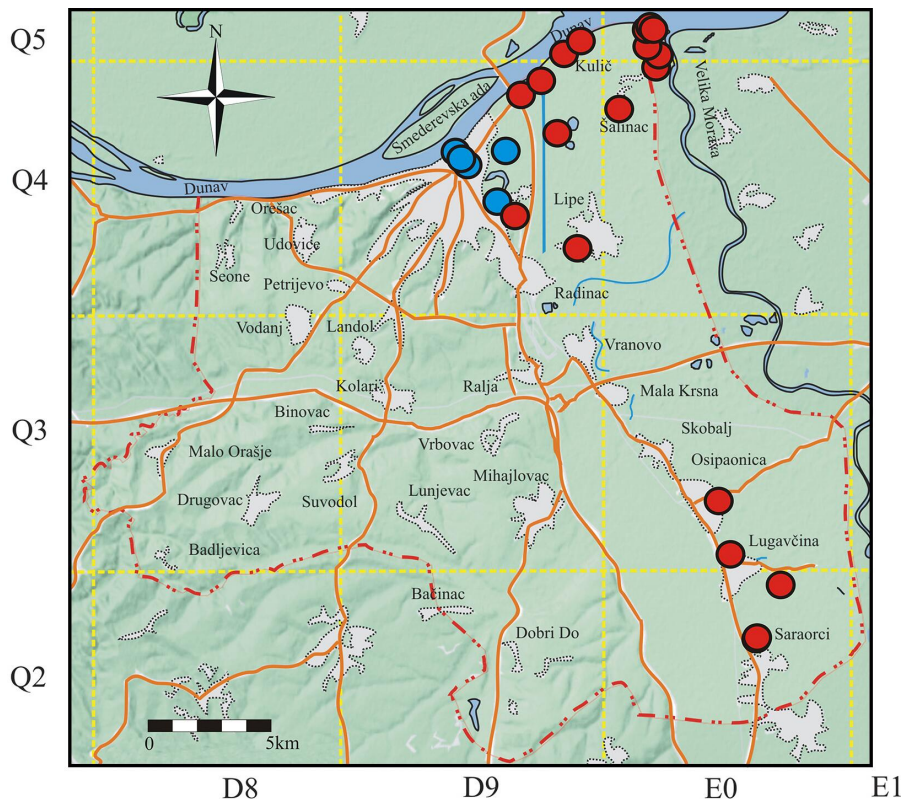 N
Q5
Dunav
Kulič
Velika Morava
Smederevska ada
Šalinac
Q4
Dunav
Orešac
Lipe
Udovice
Seone
Petrijevo
Radinac
Vodanj
Landok
Vranovo
Kolari
Ralja
Mala Krsna
Binovac
Q3
Skobalj
Vrbovac
Malo Orašje
Osipaonica
Mihajlovac
Drugovac
Suvodol
Lunjevac
Lugavčina
Badljevica
Bačinac
Dobri Do
Saraorci
Q2
0
5km
D8
D9
E0
E1